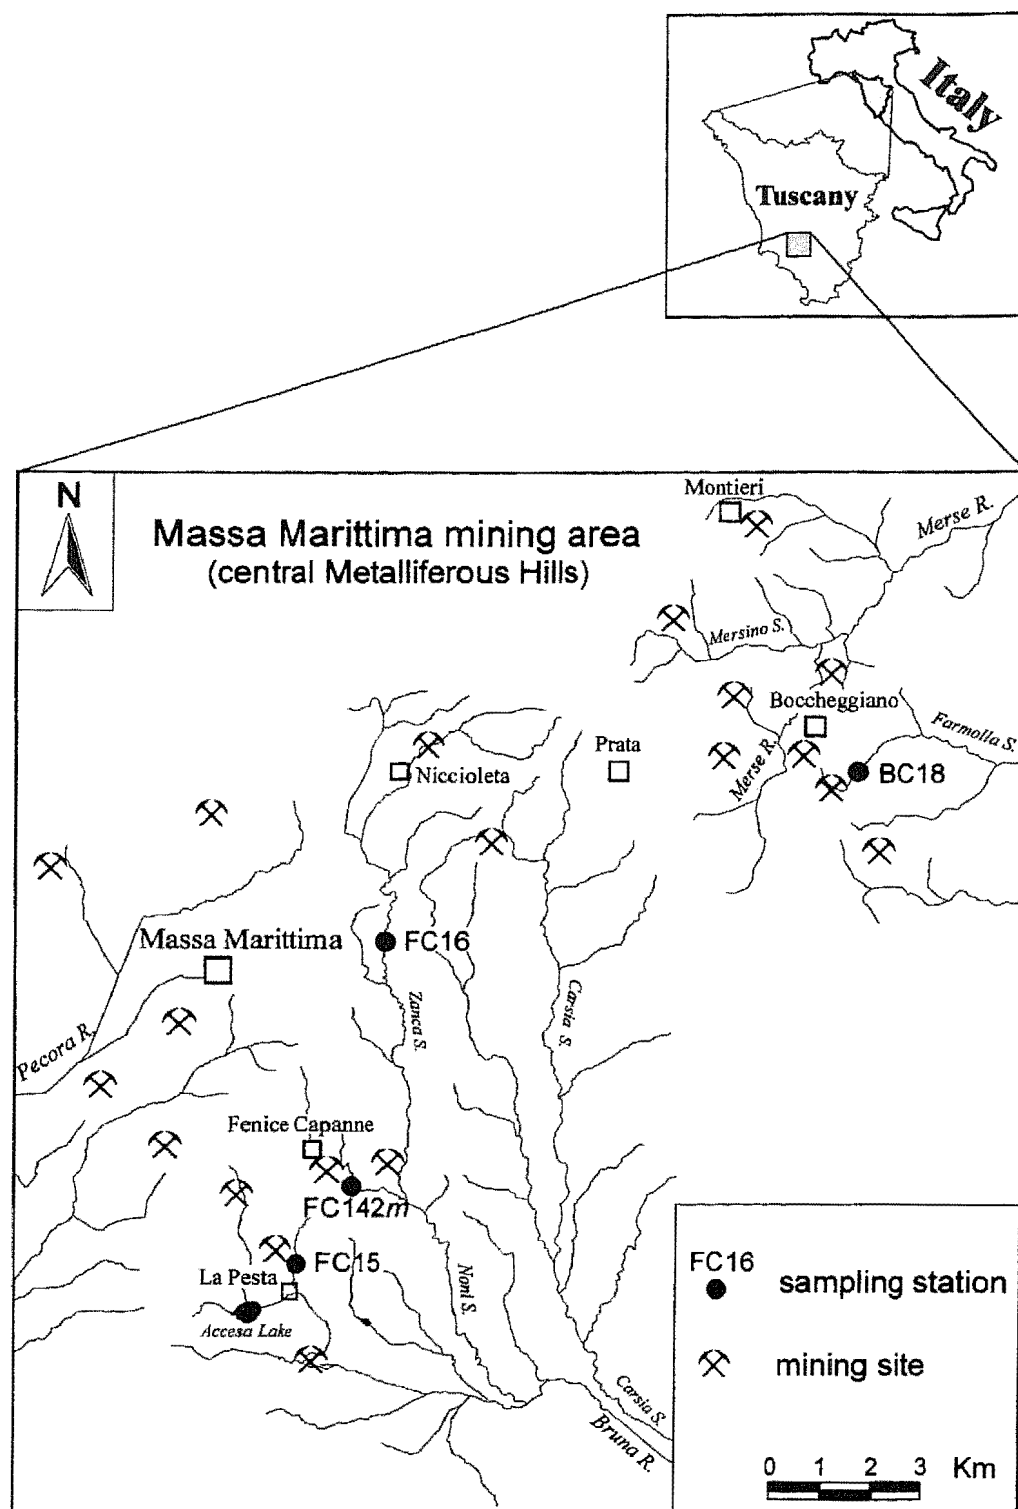 Italy
Tuscany
N
Massa Marittima mining area
(central Metalliferous Hills)
Montieri
Merse R.
Mersino S.
Boccheggiano
Farmolla S.
Prata
Merse R.
Niccioleta
BC18
FC16
Massa Marittima
Zanca S.
Carsia S.
Pecora R.
Fenice Capanne
FC142m
FC15
La Pesta
Noni S.
Accesa Lake
Carsia S.
Bruna R.
FC16
sampling station
mining site
0 1 2 3 Km